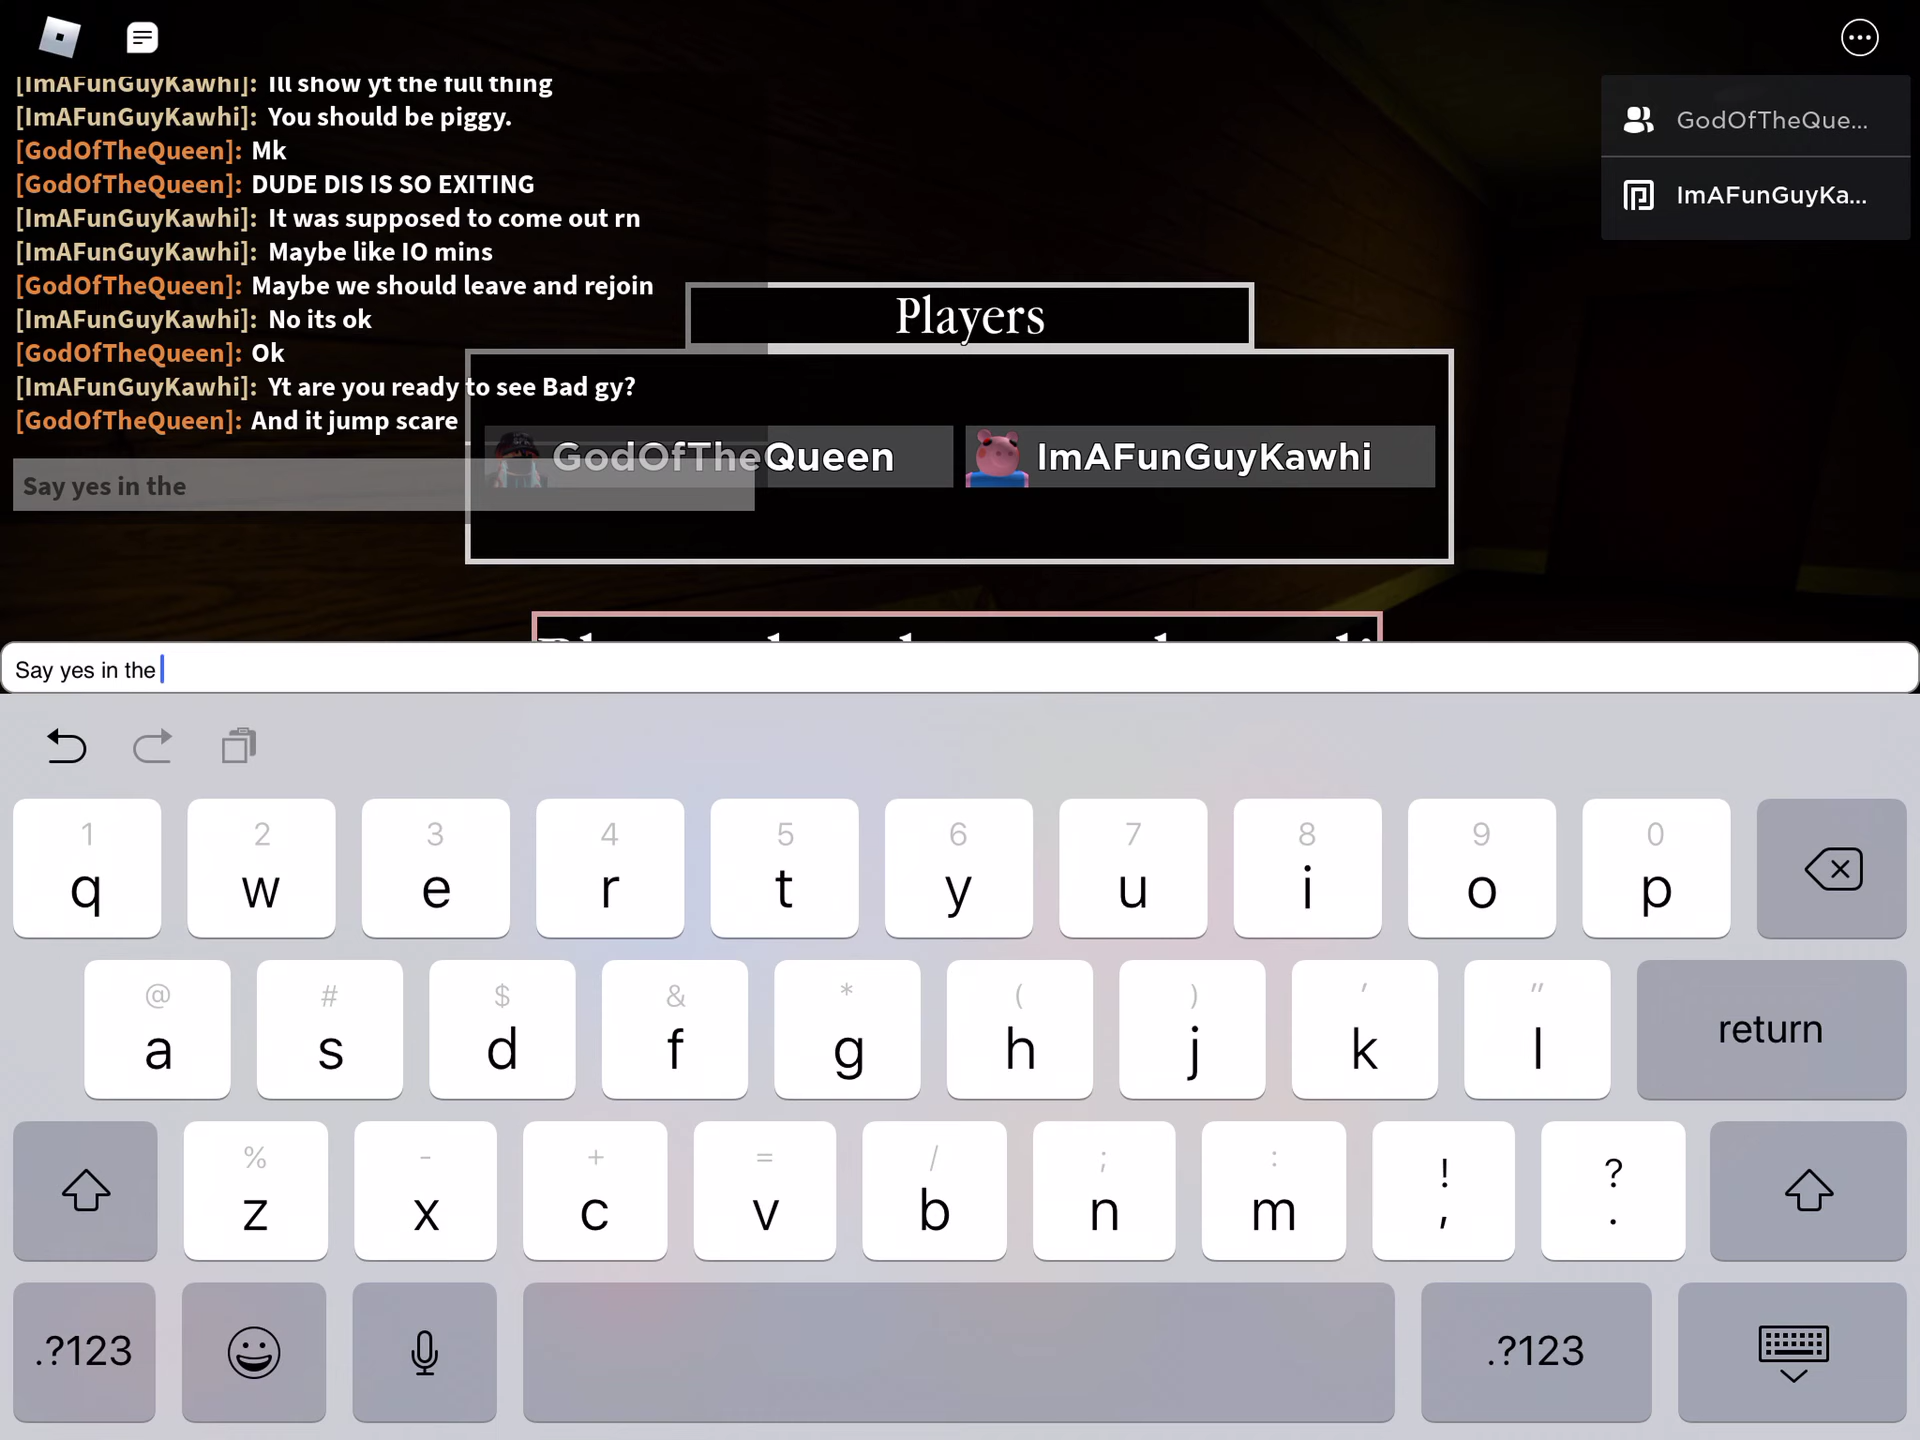 [ImAFunGuyKawhi]: Ill show yt the full thing
[ImAFunGuyKawhi]: You should be piggy.
[GodOfTheQueen]: Mk
[GodOfTheQueen]: DUDE DIS IS SO EXITING
[ImAFunGuyKawhi]: It was supposed to come out rn
[ImAFunGuyKawhi]: Maybe like IO mins
[GodOfTheQueen]: Maybe we should leave and rejoin
[ImAFunGuyKawhi]: No its ok
[GodOfTheQueen]: Ok
[ImAFunGuyKawhi]: Yt are you ready to see Bad gy?
[GodOfTheQueen]: And it jump scare
Say yes in the
GodOfTheQue...
ImAFunGuyKa...
Players
GodOfTheQueen ImAFunGuyKawhi
Say yes in the
1 2 3 4 5 6 7 8 9 0
q w e r t y u i o p
@ # $ & * ( ) ' "
a s d f g h j k l return
% - + = / ; : ! ?
z x c v b n m , .
.?123 .?123